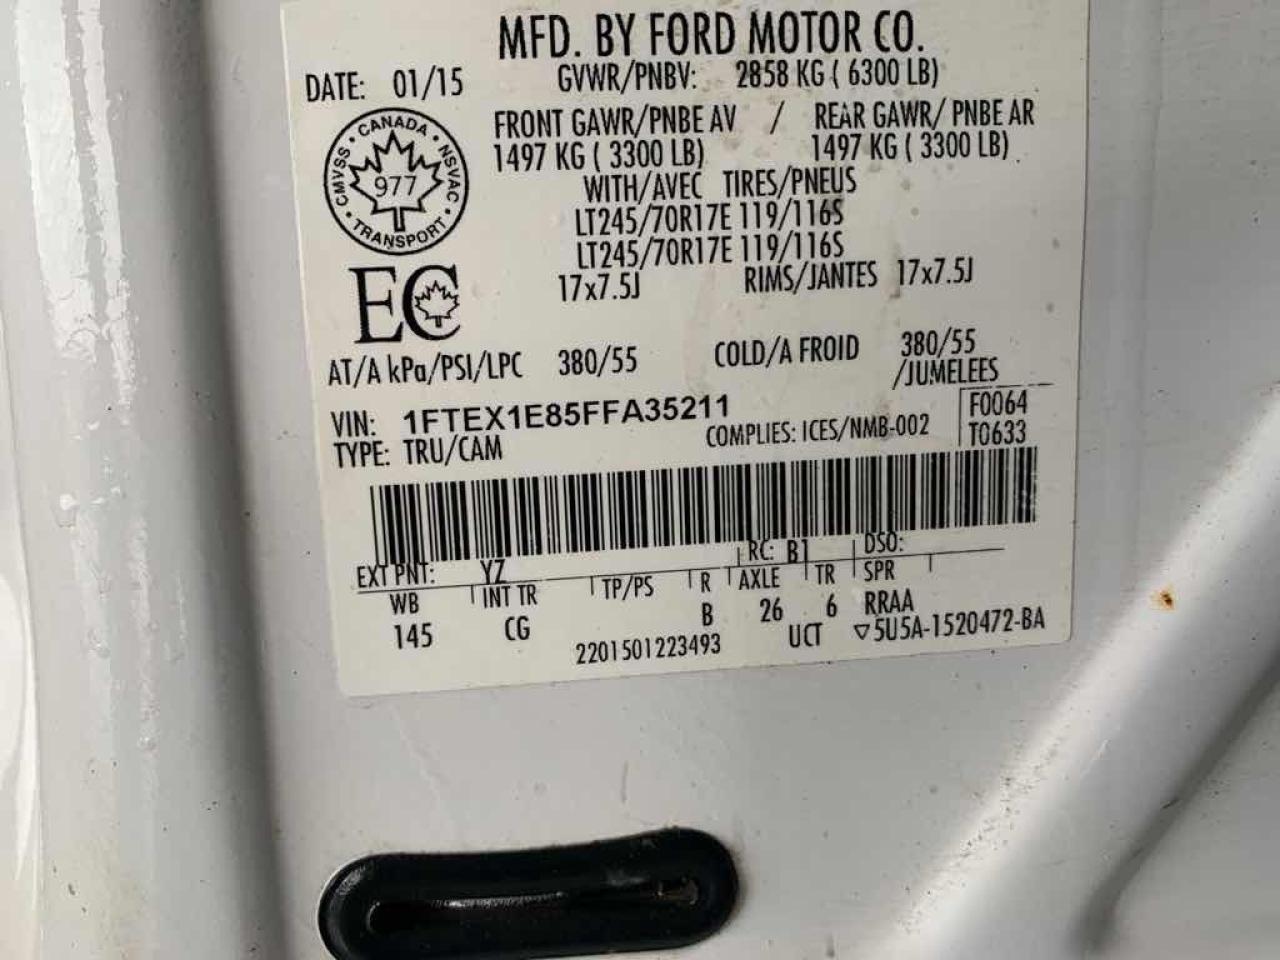 MFD. BY FORD MOTOR CO.
DATE: 01/15 GVWR/PNBV: 2858 KG ( 6300 LB)
FRONT GAWR/PNBE AV / REAR GAWR/ PNBE AR
1497 KG ( 3300 LB) 1497 KG ( 3300 LB)
WITH/AVEC TIRES/PNEUS
LT245/70R17E 119/116S
LT245/70R17E 119/116S
17x7.5J RIMS/JANTES 17x7.5J
CANADA
CMVSS 977 NSVAC
TRANSPORT
EC
AT/A kPa/PSI/LPC 380/55 COLD/A FROID 380/55
/JUMELEES
VIN: 1FTEX1E85FFA35211 F0064
TYPE: TRU/CAM COMPLIES: ICES/NMB-002 T0633
EXT PNT: YZ RC: B1 DSO:
WB INT TR TP/PS R AXLE TR SPR
145 CG B 26 6 RRAA
2201501223493 UCT ▽5U5A-1520472-BA